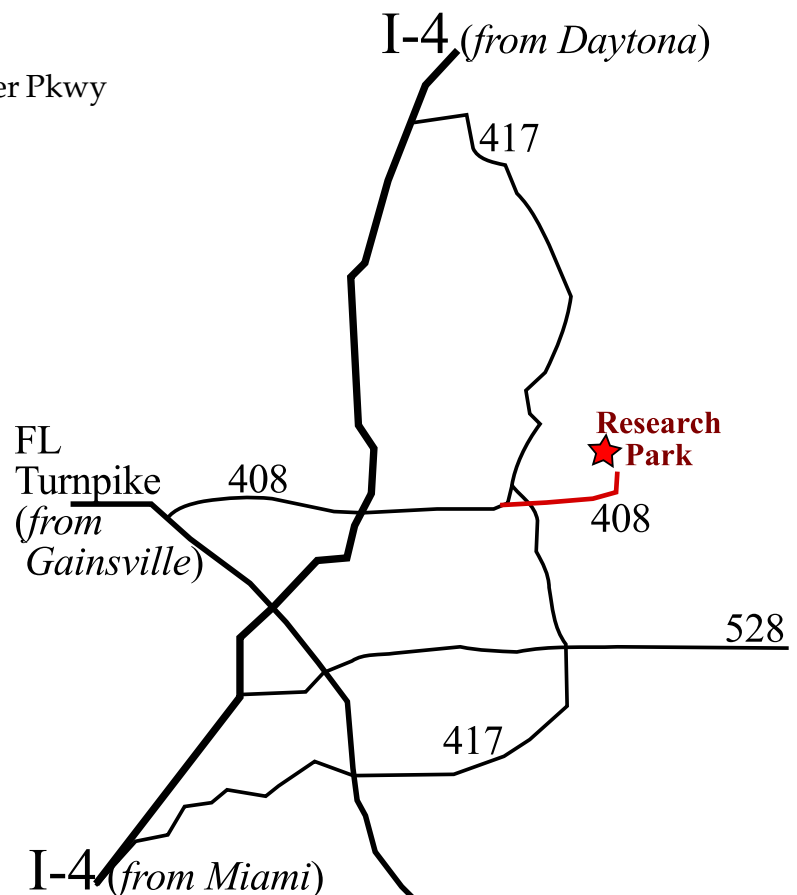 I-4 (from Daytona)
er Pkwy
417
Research
Park
FL
Turnpike
(from
Gainsville)
408
408
528
417
I-4 (from Miami)